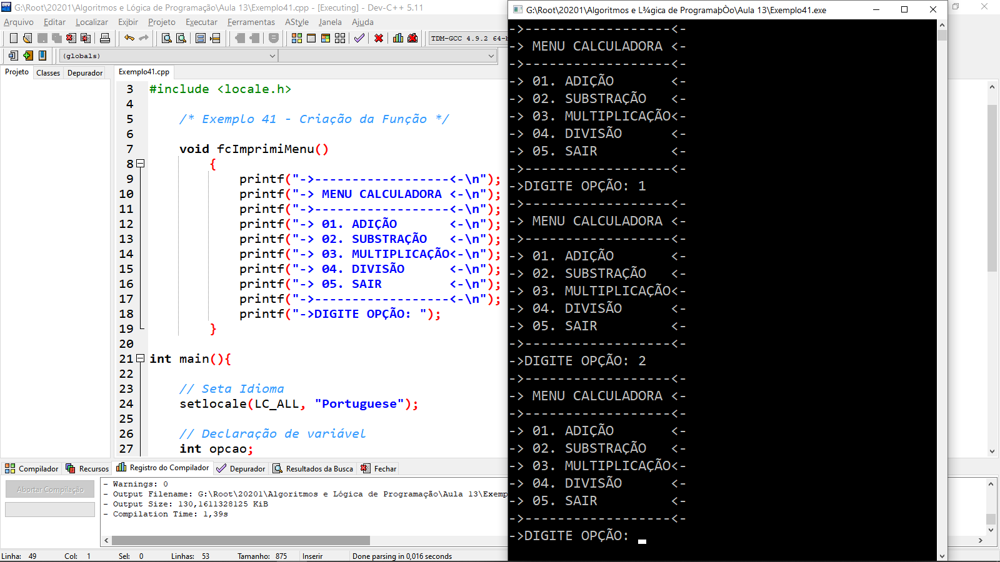 G:\Root\20201\Algoritmos e Lógica de Programação\Aula 13\Exemplo41.cpp - [Executing] - Dev-C++ 5.11
Arquivo Editar Localizar Exibir Projeto Executar Ferramentas AStyle Janela Ajuda
TDM-GCC 4.9.2 64-b
(globals)
Projeto Classes Depurador
Exemplo41.cpp
3 #include <locale.h>
4
5 /* Exemplo 41 - Criação da Função */
6
7 void fcImprimiMenu()
8 {
9 printf("->------------------<-\n");
10 printf("-> MENU CALCULADORA <-\n");
11 printf("->------------------<-\n");
12 printf("-> 01. ADIÇÃO       <-\n");
13 printf("-> 02. SUBSTRAÇÃO   <-\n");
14 printf("-> 03. MULTIPLICAÇÃO<-\n");
15 printf("-> 04. DIVISÃO      <-\n");
16 printf("-> 05. SAIR         <-\n");
17 printf("->------------------<-\n");
18 printf("->DIGITE OPÇÃO: ");
19 }
20
21 int main(){
22
23 // Seta Idioma
24 setlocale(LC_ALL, "Portuguese");
25
26 // Declaração de variável
27 int opcao;
Compilador Recursos Registro do Compilador Depurador Resultados da Busca Fechar
Abortar Compilação
- Warnings: 0
- Output Filename: G:\Root\20201\Algoritmos e Lógica de Programação\Aula 13\Exemp
- Output Size: 130,1611328125 KiB
- Compilation Time: 1,39s
Linha: 49 Col: 1 Sel: 0 Linhas: 53 Tamanho: 875 Inserir Done parsing in 0,016 seconds
G:\Root\20201\Algoritmos e L¾gica de ProgramaþÒo\Aula 13\Exemplo41.exe
->------------------<-
-> MENU CALCULADORA <-
->------------------<-
-> 01. ADIÇÃO       <-
-> 02. SUBSTRAÇÃO   <-
-> 03. MULTIPLICAÇÃO<-
-> 04. DIVISÃO      <-
-> 05. SAIR         <-
->------------------<-
->DIGITE OPÇÃO: 1
->------------------<-
-> MENU CALCULADORA <-
->------------------<-
-> 01. ADIÇÃO       <-
-> 02. SUBSTRAÇÃO   <-
-> 03. MULTIPLICAÇÃO<-
-> 04. DIVISÃO      <-
-> 05. SAIR         <-
->------------------<-
->DIGITE OPÇÃO: 2
->------------------<-
-> MENU CALCULADORA <-
->------------------<-
-> 01. ADIÇÃO       <-
-> 02. SUBSTRAÇÃO   <-
-> 03. MULTIPLICAÇÃO<-
-> 04. DIVISÃO      <-
-> 05. SAIR         <-
->------------------<-
->DIGITE OPÇÃO: